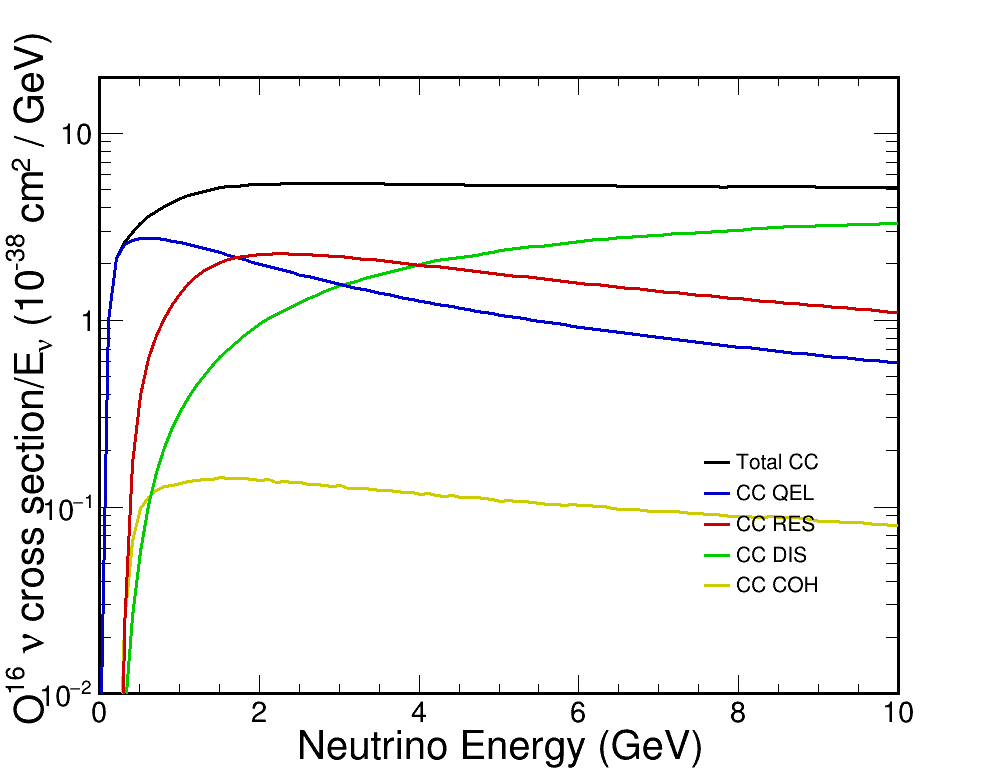 O¹⁶ ν cross section/Eᵥ (10⁻³⁸ cm² / GeV)
10
1
10⁻¹
10⁻²
Total CC
CC QEL
CC RES
CC DIS
CC COH
0 2 4 6 8 10
Neutrino Energy (GeV)